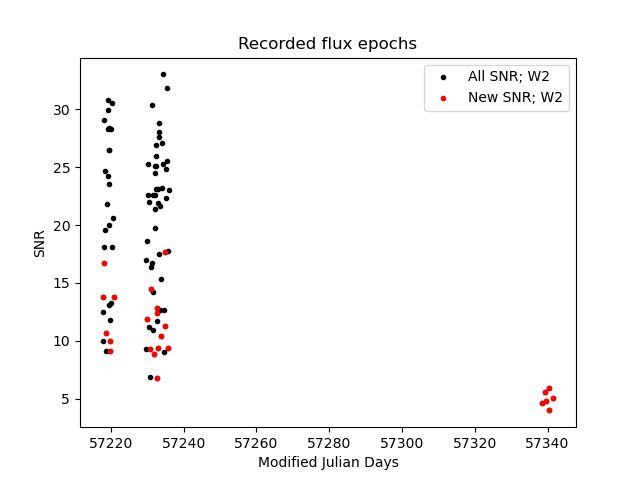 Recorded flux epochs
All SNR; W2
New SNR; W2
SNR
30
25
20
15
10
5
57220
57240
57260
57280
57300
57320
57340
Modified Julian Days